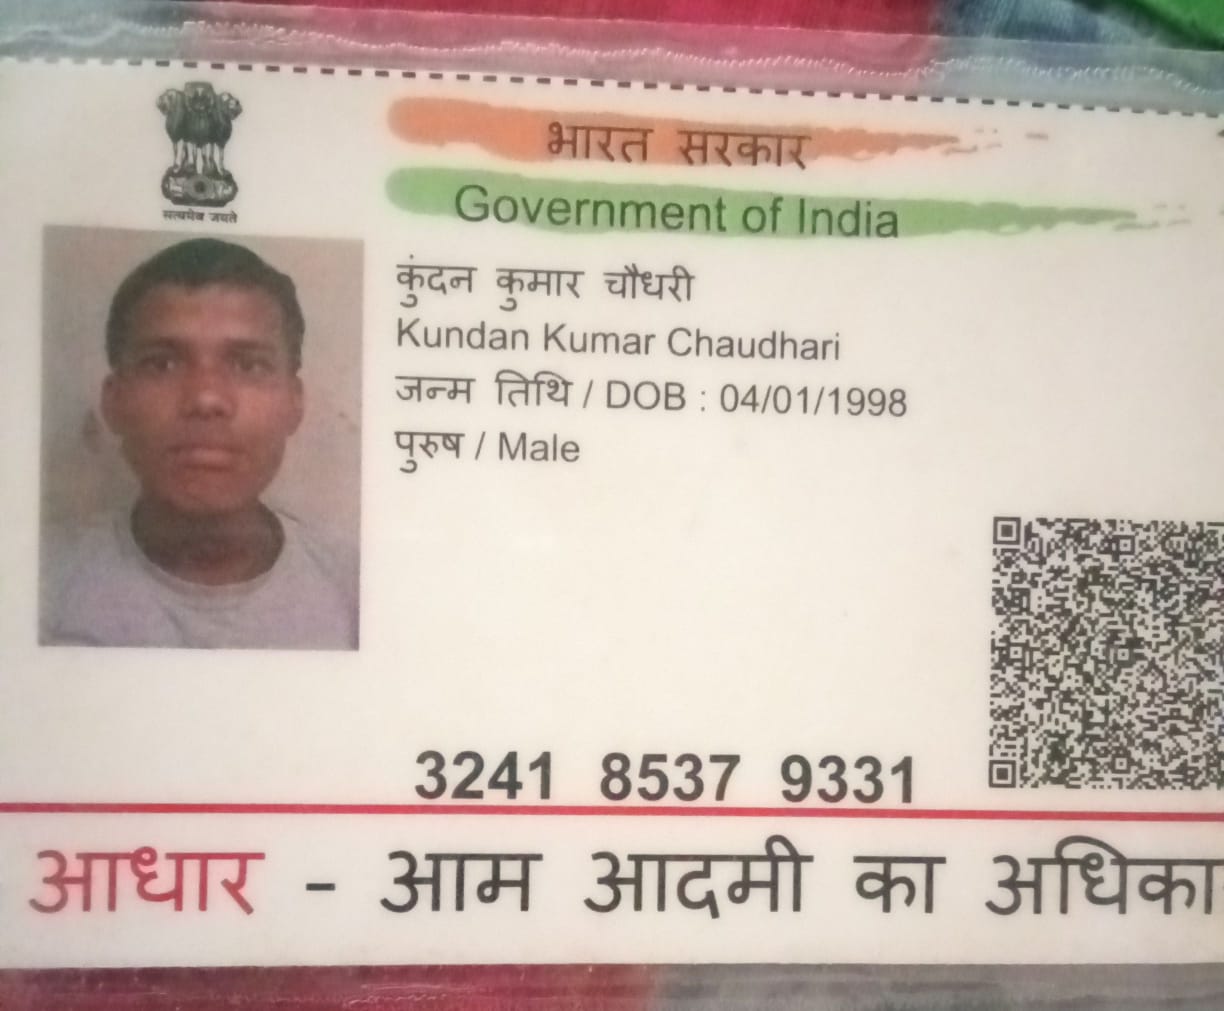 सत्यमेव जयते
भारत सरकार
Government of India
कुंदन कुमार चौधरी
Kundan Kumar Chaudhari
जन्म तिथि / DOB : 04/01/1998
पुरुष / Male
3241 8537 9331
आधार - आम आदमी का अधिका